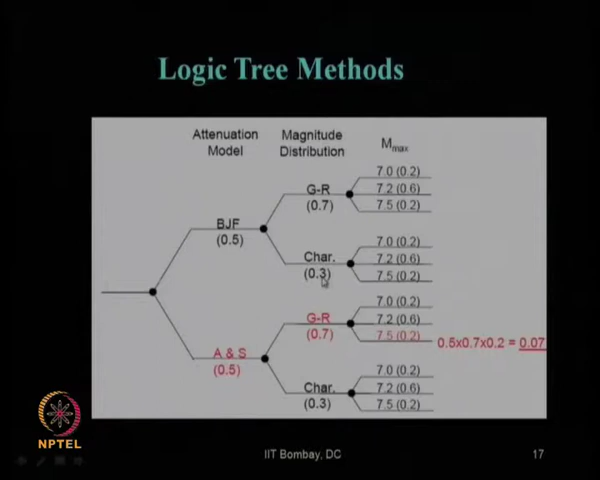 Logic Tree Methods
Attenuation Model
Magnitude Distribution
Mmax
BJF
(0.5)
G-R
(0.7)
7.0 (0.2)
7.2 (0.6)
7.5 (0.2)
Char.
(0.3)
7.0 (0.2)
7.2 (0.6)
7.5 (0.2)
A & S
(0.5)
G-R
(0.7)
7.0 (0.2)
7.2 (0.6)
7.5 (0.2)
0.5x0.7x0.2 = 0.07
Char.
(0.3)
7.0 (0.2)
7.2 (0.6)
7.5 (0.2)
NPTEL
IIT Bombay, DC
17